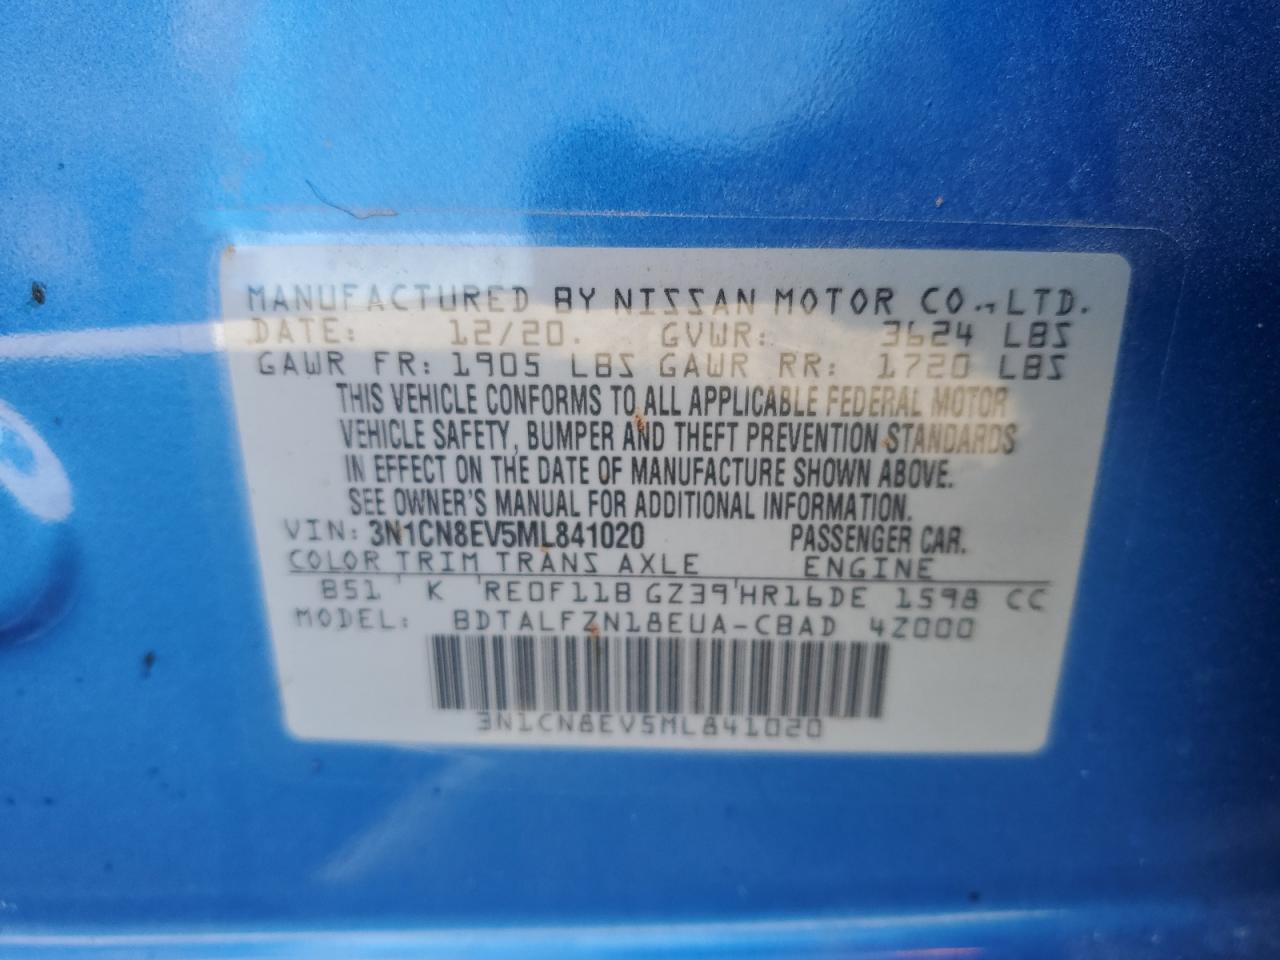 MANUFACTURED BY NISSAN MOTOR CO., LTD.
DATE: 12/20. GVWR: 3624 LBS
GAWR FR: 1905 LBS GAWR RR: 1720 LBS
THIS VEHICLE CONFORMS TO ALL APPLICABLE FEDERAL MOTOR
VEHICLE SAFETY, BUMPER AND THEFT PREVENTION STANDARDS
IN EFFECT ON THE DATE OF MANUFACTURE SHOWN ABOVE.
SEE OWNER'S MANUAL FOR ADDITIONAL INFORMATION.
VIN: 3N1CN8EV5ML841020 PASSENGER CAR.
COLOR TRIM TRANS AXLE ENGINE
B51 K RE0F11B GZ39 HR16DE 1598 CC
MODEL: BDTALFZN18EUA-CBAD 4Z000
3N1CN8EV5ML841020